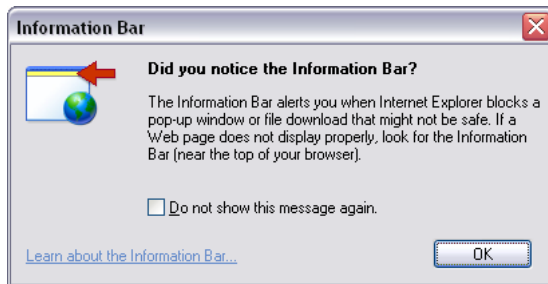 Information Bar
Did you notice the Information Bar?
The Information Bar alerts you when Internet Explorer blocks a
pop-up window or file download that might not be safe. If a
Web page does not display properly, look for the Information
Bar (near the top of your browser).
Do not show this message again.
Learn about the Information Bar...
OK